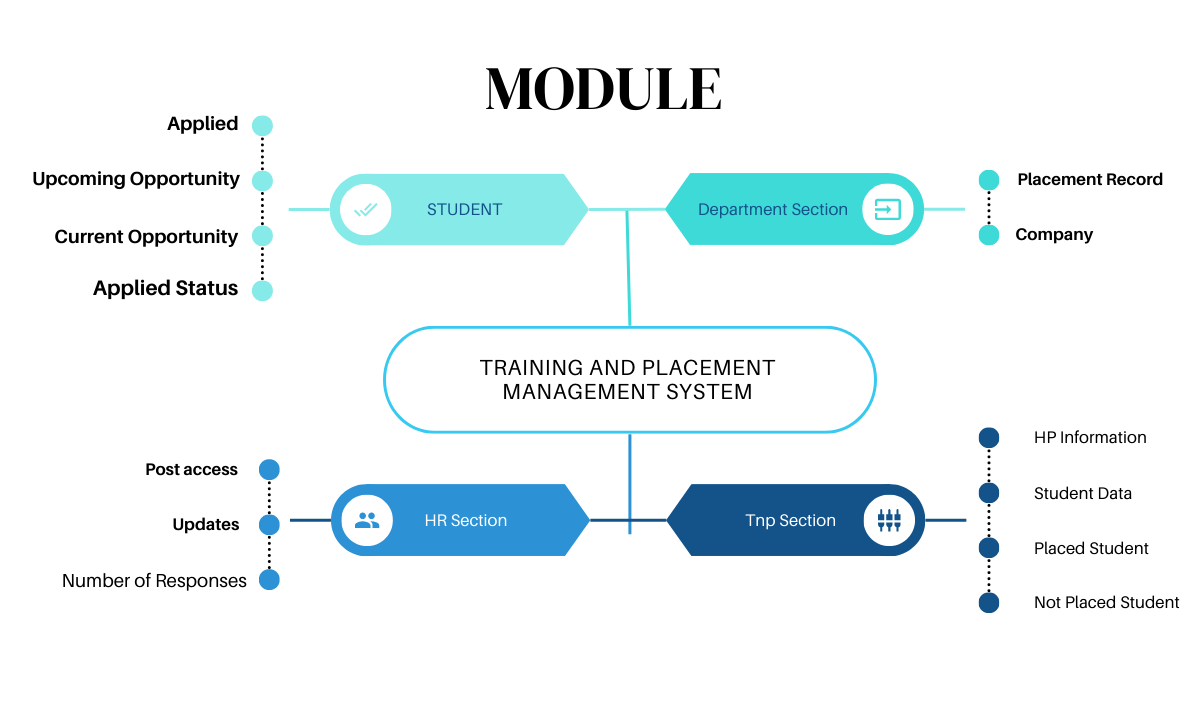 MODULE
Applied
Upcoming Opportunity
Current Opportunity
Applied Status
STUDENT
Department Section
Placement Record
Company
TRAINING AND PLACEMENT
MANAGEMENT SYSTEM
Post access
Updates
Number of Responses
HR Section
Tnp Section
HP Information
Student Data
Placed Student
Not Placed Student